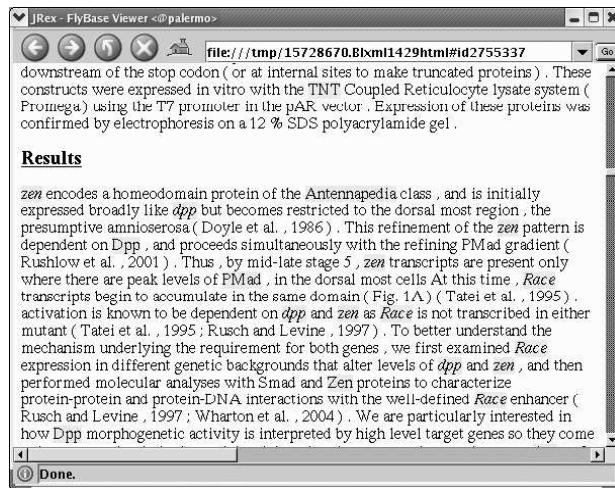 JRex - FlyBase Viewer <@palermo>
file:///tmp/15728670.Blxml1429html#id2755337
Go
downstream of the stop codon ( or at internal sites to make truncated proteins ) . These
constructs were expressed in vitro with the TNT Coupled Reticulocyte lysate system (
Promega ) using the T7 promoter in the pAR vector . Expression of these proteins was
confirmed by electrophoresis on a 12 % SDS polyacrylamide gel .
Results
zen encodes a homeodomain protein of the Antennapedia class , and is initially
expressed broadly like dpp but becomes restricted to the dorsal most region , the
presumptive amnioserosa ( Doyle et al. , 1986 ) . This refinement of the zen pattern is
dependent on Dpp , and proceeds simultaneously with the refining PMad gradient (
Rushlow et al. , 2001 ) . Thus , by mid-late stage 5 , zen transcripts are present only
where there are peak levels of PMad , in the dorsal most cells At this time , Race
transcripts begin to accumulate in the same domain ( Fig. 1A ) ( Tatei et al. , 1995 ) .
activation is known to be dependent on dpp and zen as Race is not transcribed in either
mutant ( Tatei et al. , 1995 ; Rusch and Levine , 1997 ) . To better understand the
mechanism underlying the requirement for both genes , we first examined Race
expression in different genetic backgrounds that alter levels of dpp and zen , and then
performed molecular analyses with Smad and Zen proteins to characterize
protein-protein and protein-DNA interactions with the well-defined Race enhancer (
Rusch and Levine , 1997 ; Wharton et al. , 2004 ) . We are particularly interested in
how Dpp morphogenetic activity is interpreted by high level target genes so they come
Done.